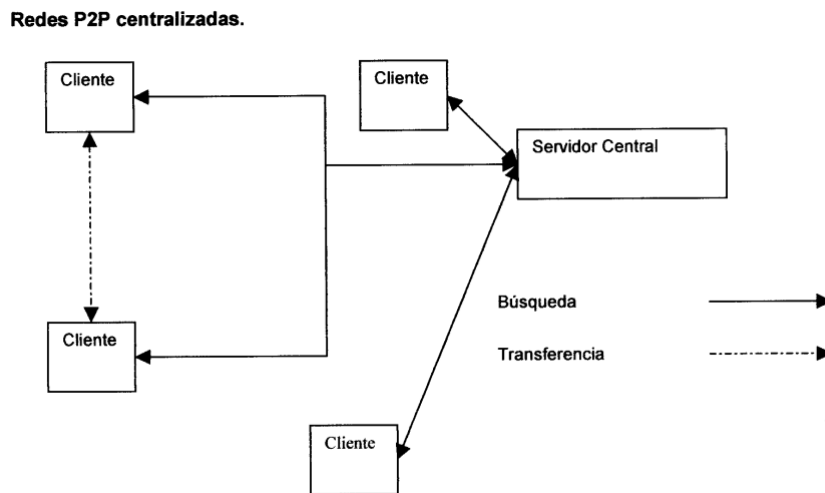 Redes P2P centralizadas.
Cliente
Cliente
Servidor Central
Búsqueda
Transferencia
Cliente
Cliente